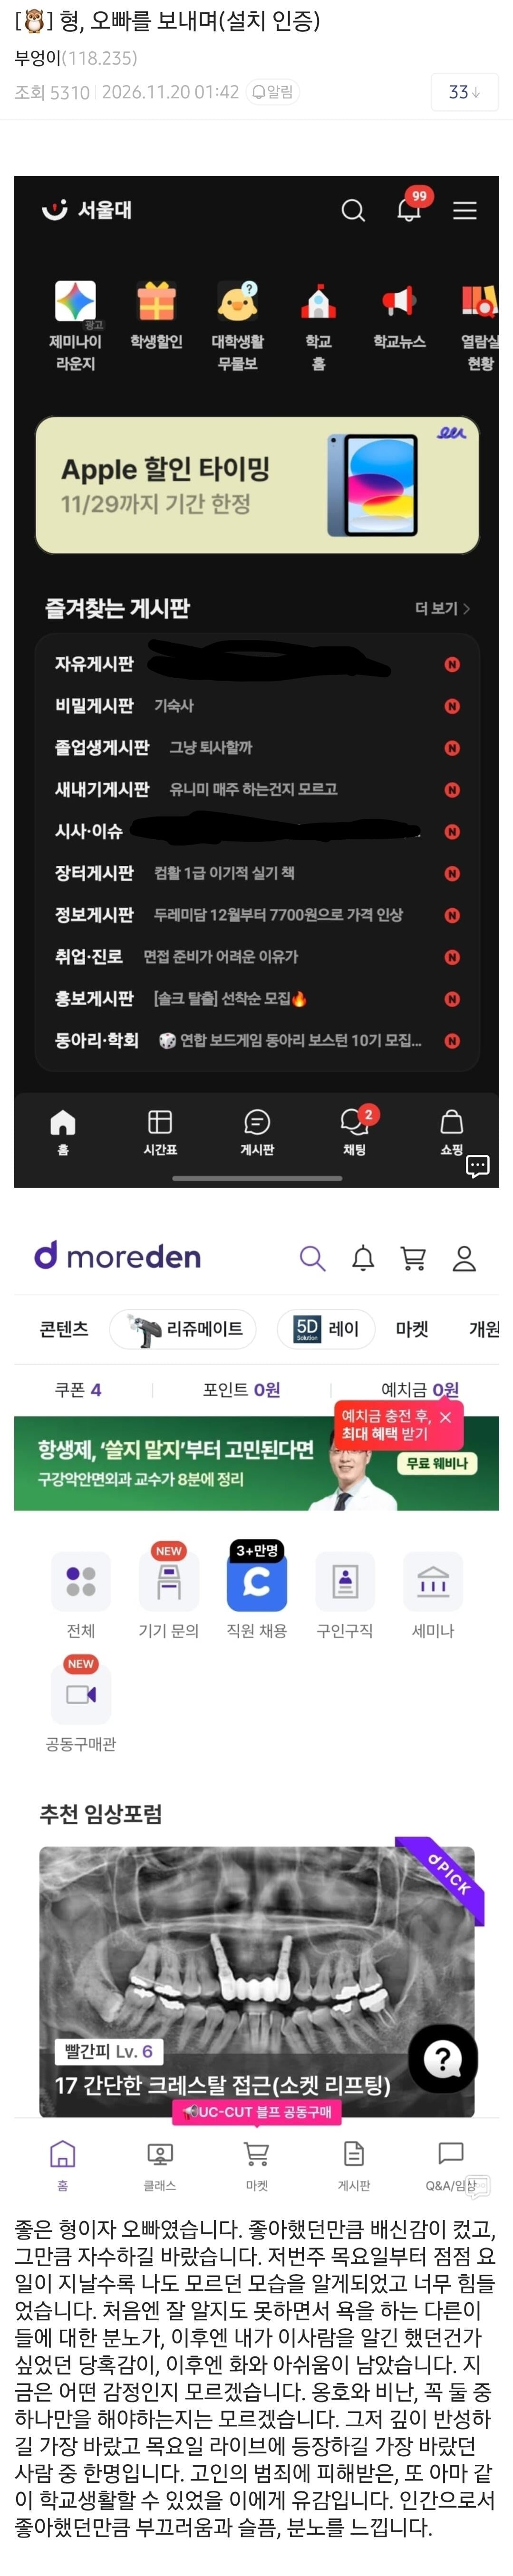 [🦉] 형, 오빠를 보내며(설치 인증)
부엉이(118.235)
조회 5310 | 2026.11.20 01:42 알림 33↓
서울대 99
제미나이 라운지 광고
학생할인
대학생활 무물보 ?
학교 홈
학교뉴스
열람실 현황
Apple 할인 타이밍
11/29까지 기간 한정
즐겨찾는 게시판 더 보기 >
자유게시판 N
비밀게시판 기숙사 N
졸업생게시판 그냥 퇴사할까 N
새내기게시판 유니미 매주 하는건지 모르고 N
시사·이슈 N
장터게시판 컴활 1급 이기적 실기 책 N
정보게시판 두레미담 12월부터 7700원으로 가격 인상 N
취업·진로 면접 준비가 어려운 이유가 N
홍보게시판 [솔크 탈출] 선착순 모집🔥 N
동아리·학회 🎲 연합 보드게임 동아리 보스턴 10기 모집... N
2
홈 시간표 게시판 채팅 쇼핑
d moreden
콘텐츠 리쥬메이트 5D Solution 레이 마켓 개원
쿠폰 4 포인트 0원 예치금 0원
예치금 충전 후, ×
최대 혜택 받기
항생제, '쓸지 말지'부터 고민된다면
구강악안면외과 교수가 8분에 정리
무료 웨비나
NEW 3+만명
전체 기기 문의 직원 채용 구인구직 세미나
NEW
공동구매관
추천 임상포럼
dPICK
빨간피 Lv. 6
17 간단한 크레스탈 접근(소켓 리프팅)
?
📢UC-CUT 블프 공동구매
홈 클래스 마켓 게시판 Q&A/임상
좋은 형이자 오빠였습니다. 좋아했던만큼 배신감이 컸고,
그만큼 자수하길 바랐습니다. 저번주 목요일부터 점점 요
일이 지날수록 나도 모르던 모습을 알게되었고 너무 힘들
었습니다. 처음엔 잘 알지도 못하면서 욕을 하는 다른이
들에 대한 분노가, 이후엔 내가 이사람을 알긴 했던건가
싶었던 당혹감이, 이후엔 화와 아쉬움이 남았습니다. 지
금은 어떤 감정인지 모르겠습니다. 옹호와 비난, 꼭 둘 중
하나만을 해야하는지는 모르겠습니다. 그저 깊이 반성하
길 가장 바랐고 목요일 라이브에 등장하길 가장 바랐던
사람 중 한명입니다. 고인의 범죄에 피해받은, 또 아마 같
이 학교생활할 수 있었을 이에게 유감입니다. 인간으로서
좋아했던만큼 부끄러움과 슬픔, 분노를 느낍니다.